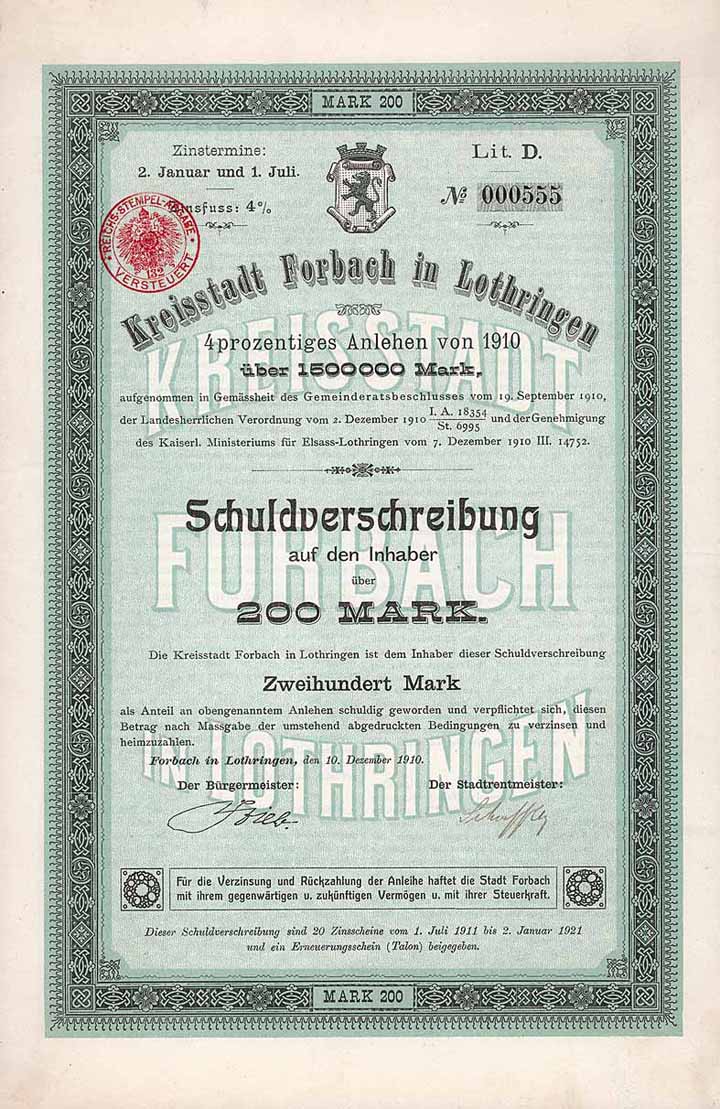 MARK 200
Zinstermine:
2. Januar und 1. Juli.
Zinsfuss: 4%
Lit. D.
No 000555
REICHS-STEMPEL-ABGABE
132
VERSTEUERT
Kreisstadt Forbach in Lothringen
4prozentiges Anlehen von 1910
über 1500000 Mark,
aufgenommen in Gemässheit des Gemeinderatsbeschlusses vom 19. September 1910,
der Landesherrlichen Verordnung vom 2. Dezember 1910 I. A. 18354 / St. 6995 und der Genehmigung
des Kaiserl. Ministeriums für Elsass-Lothringen vom 7. Dezember 1910 III. 14752.
Schuldverschreibung
auf den Inhaber
über
200 MARK.
Die Kreisstadt Forbach in Lothringen ist dem Inhaber dieser Schuldverschreibung
Zweihundert Mark
als Anteil an obengenanntem Anlehen schuldig geworden und verpflichtet sich, diesen
Betrag nach Massgabe der umstehend abgedruckten Bedingungen zu verzinsen und
heimzuzahlen.
Forbach in Lothringen, den 10. Dezember 1910.
Der Bürgermeister:
Der Stadtrentmeister:
Für die Verzinsung und Rückzahlung der Anleihe haftet die Stadt Forbach
mit ihrem gegenwärtigen u. zukünftigen Vermögen u. mit ihrer Steuerkraft.
Dieser Schuldverschreibung sind 20 Zinsscheine vom 1. Juli 1911 bis 2. Januar 1921
und ein Erneuerungsschein (Talon) beigegeben.
MARK 200
KREISSTADT
FORBACH
IN LOTHRINGEN